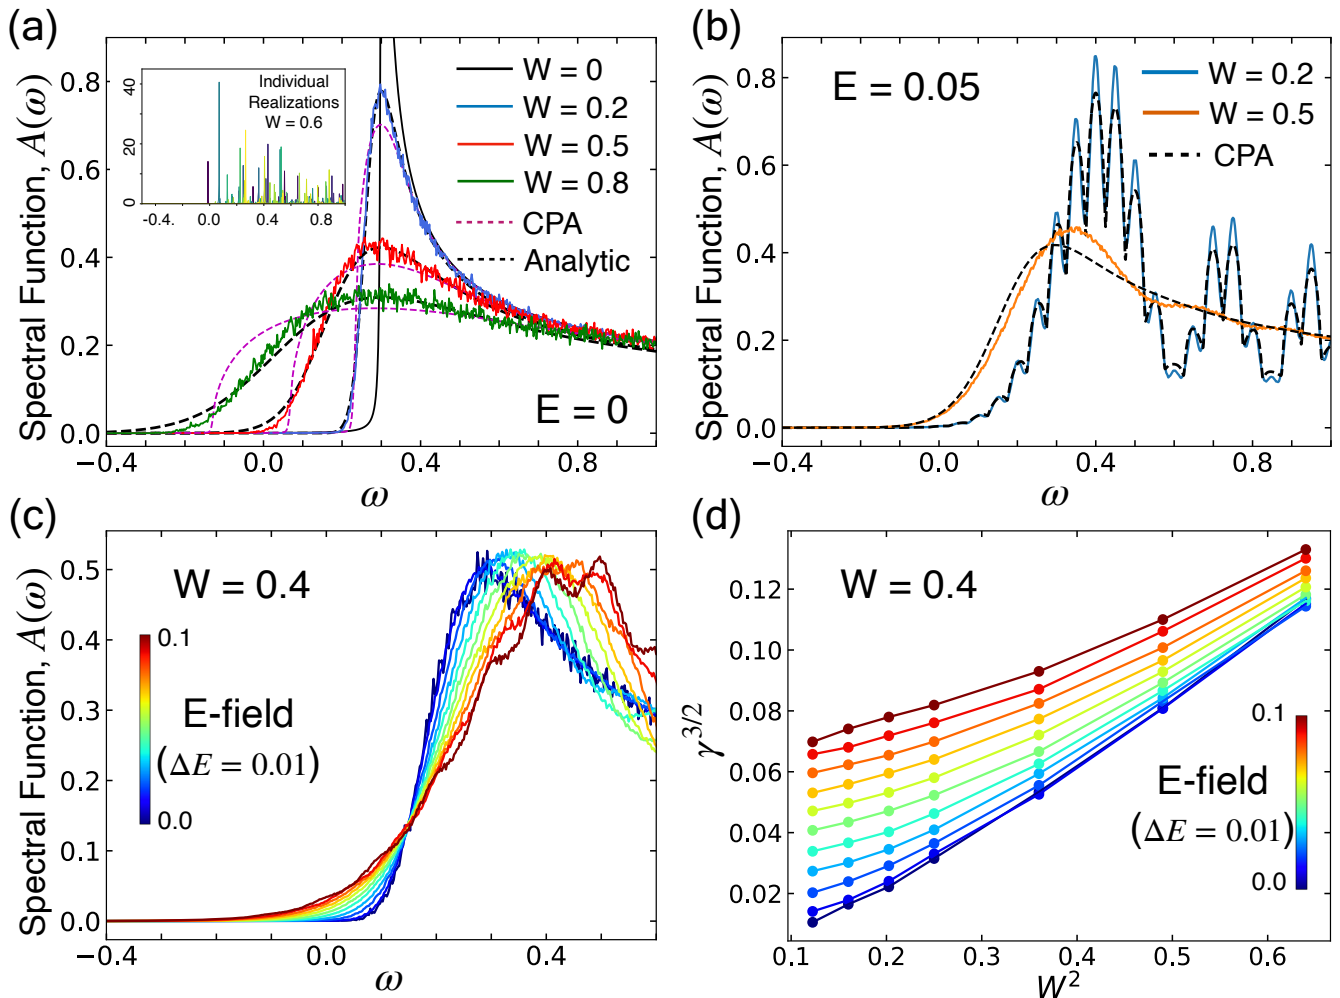 (a)
Spectral Function, A(ω)
0.8
0.6
0.4
0.2
0.0
−0.4
0.0
0.4
0.8
ω
40
20
0
-0.4
0.0
0.4
0.8
Individual
Realizations
W = 0.6
W = 0
W = 0.2
W = 0.5
W = 0.8
CPA
Analytic
E = 0
(b)
Spectral Function, A(ω)
0.8
0.6
0.4
0.2
0.0
−0.4
0.0
0.4
0.8
ω
E = 0.05
W = 0.2
W = 0.5
CPA
(c)
Spectral Function, A(ω)
0.5
0.4
0.3
0.2
0.1
0.0
−0.4
0.0
0.4
ω
W = 0.4
0.1
0.0
E-field
(ΔE = 0.01)
(d)
γ3/2
0.12
0.10
0.08
0.06
0.04
0.02
0.1
0.2
0.3
0.4
0.5
0.6
W2
W = 0.4
E-field
(ΔE = 0.01)
0.1
0.0